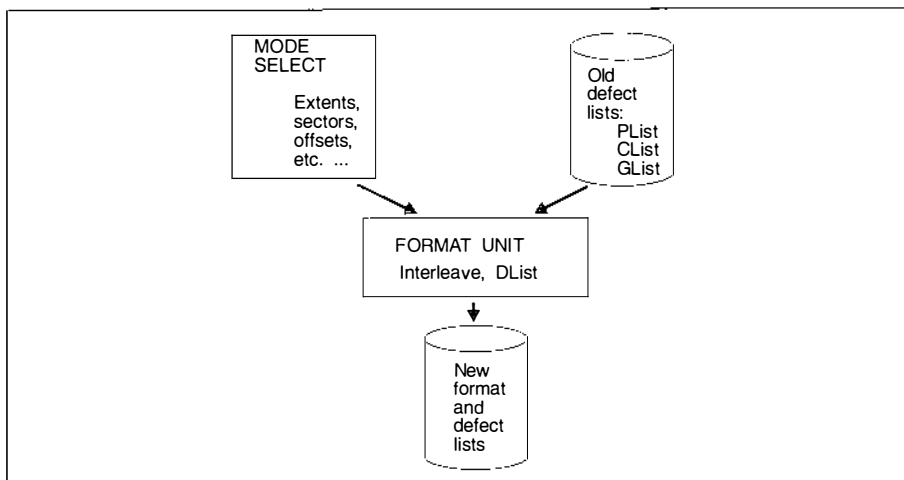 MODE
SELECT
Extents,
sectors,
offsets,
etc. ...
Old
defect
lists:
PList
CList
GList
FORMAT UNIT
Interleave, DList
New
format
and
defect
lists